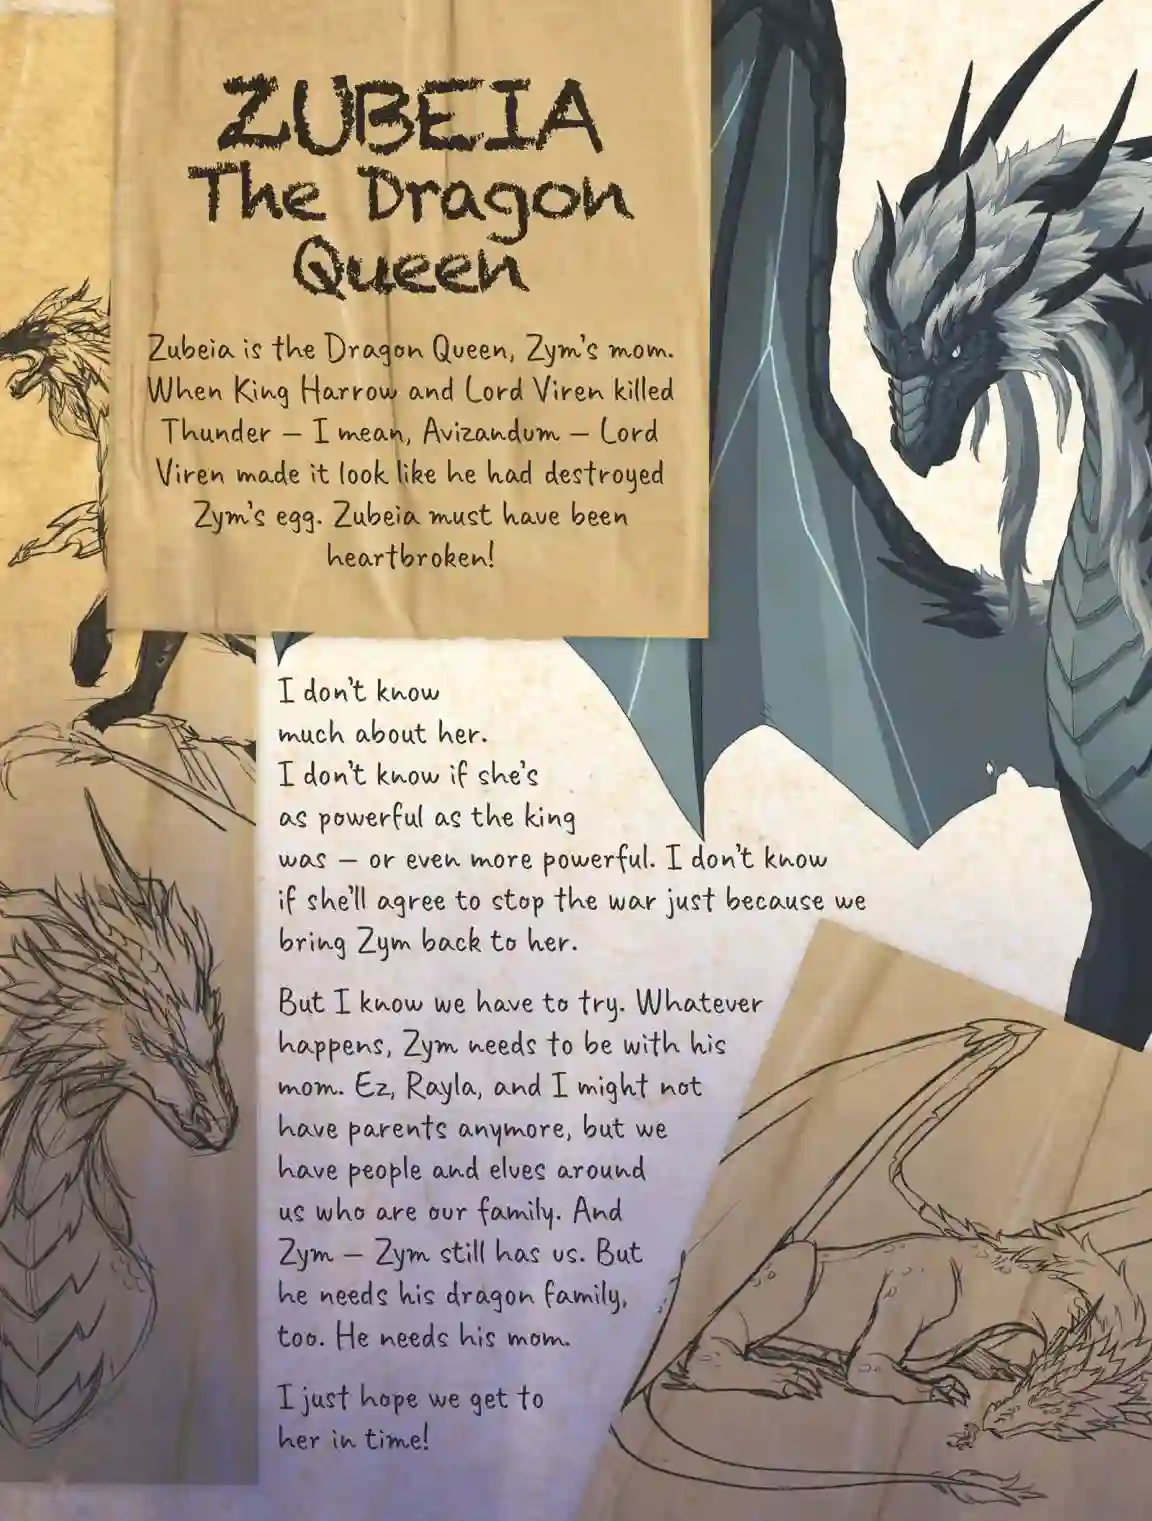 ZUBEIA
The Dragon
Queen
Zubeia is the Dragon Queen, Zym's mom.
When King Harrow and Lord Viren killed
Thunder – I mean, Avizandum – Lord
Viren made it look like he had destroyed
Zym's egg. Zubeia must have been
heartbroken!
I don't know
much about her.
I don't know if she's
as powerful as the king
was – or even more powerful. I don't know
if she'll agree to stop the war just because we
bring Zym back to her.
But I know we have to try. Whatever
happens, Zym needs to be with his
mom. Ez, Rayla, and I might not
have parents anymore, but we
have people and elves around
us who are our family. And
Zym – Zym still has us. But
he needs his dragon family,
too. He needs his mom.
I just hope we get to
her in time!